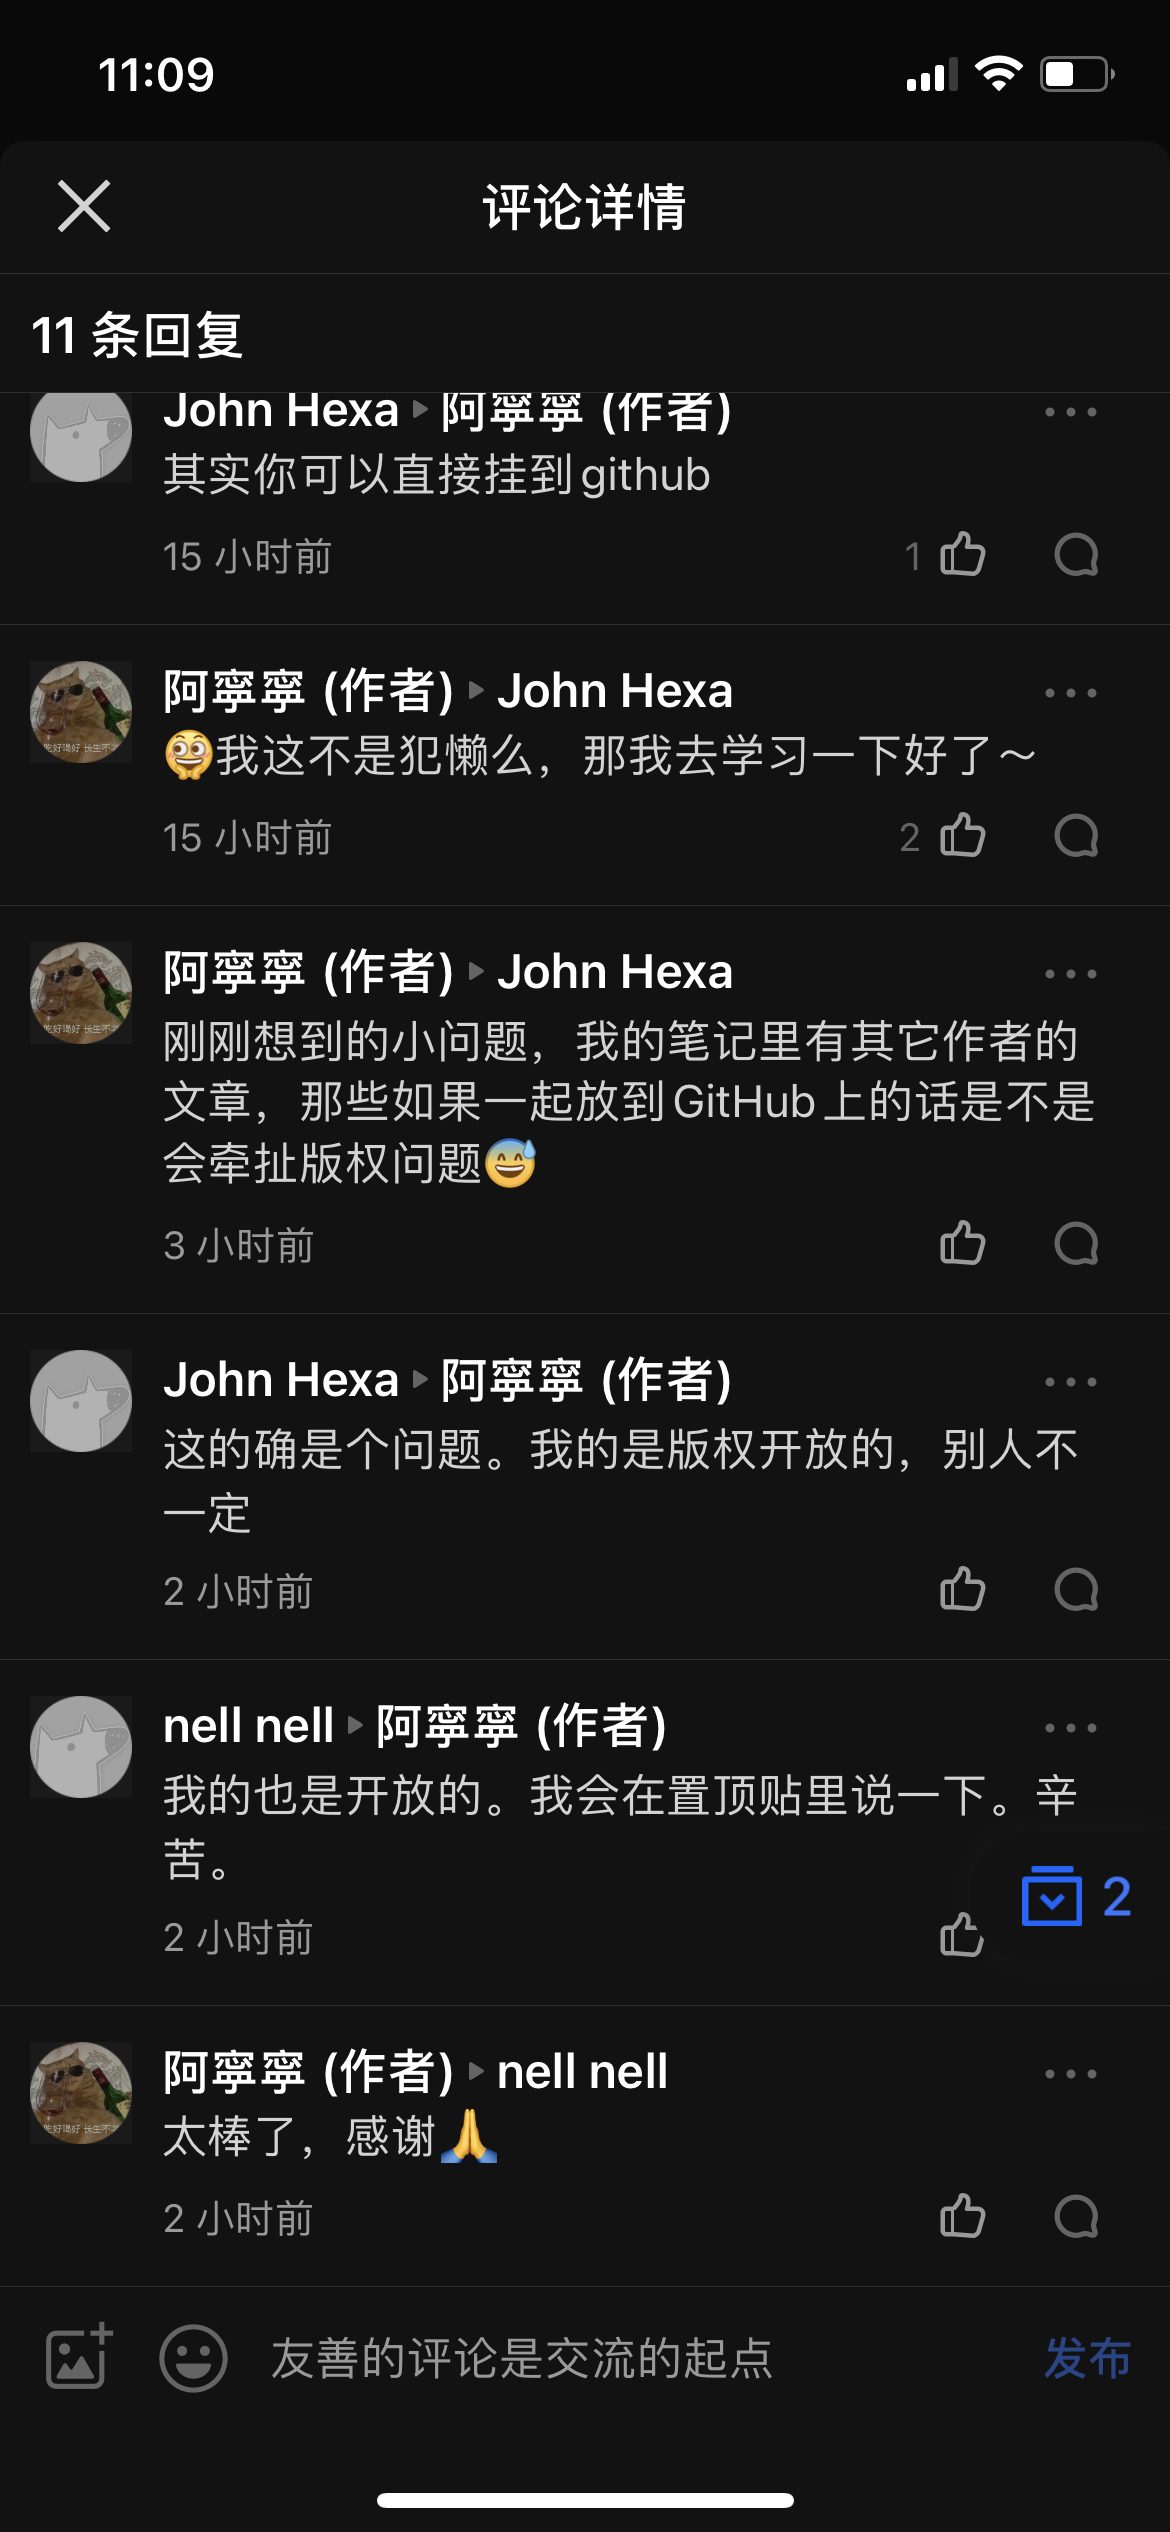 11:09
评论详情
11 条回复
John Hexa ▸ 阿寧寧 (作者)
其实你可以直接挂到github
15 小时前
1
阿寧寧 (作者) ▸ John Hexa
🤪我这不是犯懒么，那我去学习一下好了～
15 小时前
2
阿寧寧 (作者) ▸ John Hexa
刚刚想到的小问题，我的笔记里有其它作者的
文章，那些如果一起放到GitHub上的话是不是
会牵扯版权问题😅
3 小时前
John Hexa ▸ 阿寧寧 (作者)
这的确是个问题。我的是版权开放的，别人不
一定
2 小时前
nell nell ▸ 阿寧寧 (作者)
我的也是开放的。我会在置顶贴里说一下。辛
苦。
2
2 小时前
阿寧寧 (作者) ▸ nell nell
太棒了，感谢🙏
2 小时前
友善的评论是交流的起点
发布